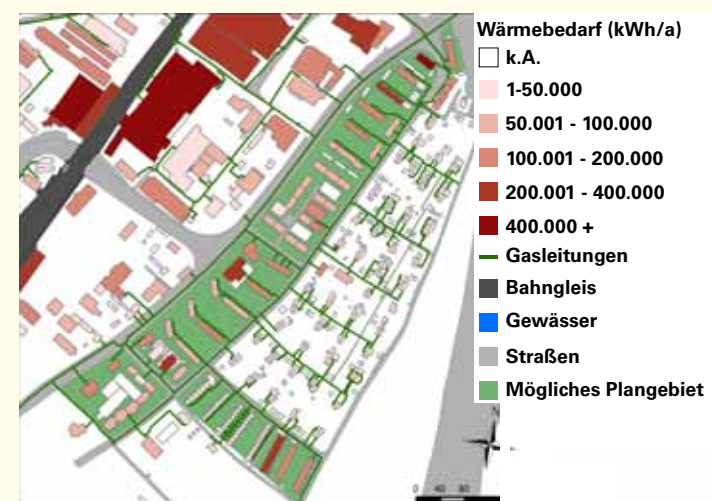 Wärmebedarf (kWh/a)
k.A.
1-50.000
50.001 - 100.000
100.001 - 200.000
200.001 - 400.000
400.000 +
Gasleitungen
Bahngleis
Gewässer
Straßen
Mögliches Plangebiet
N
0 40 80